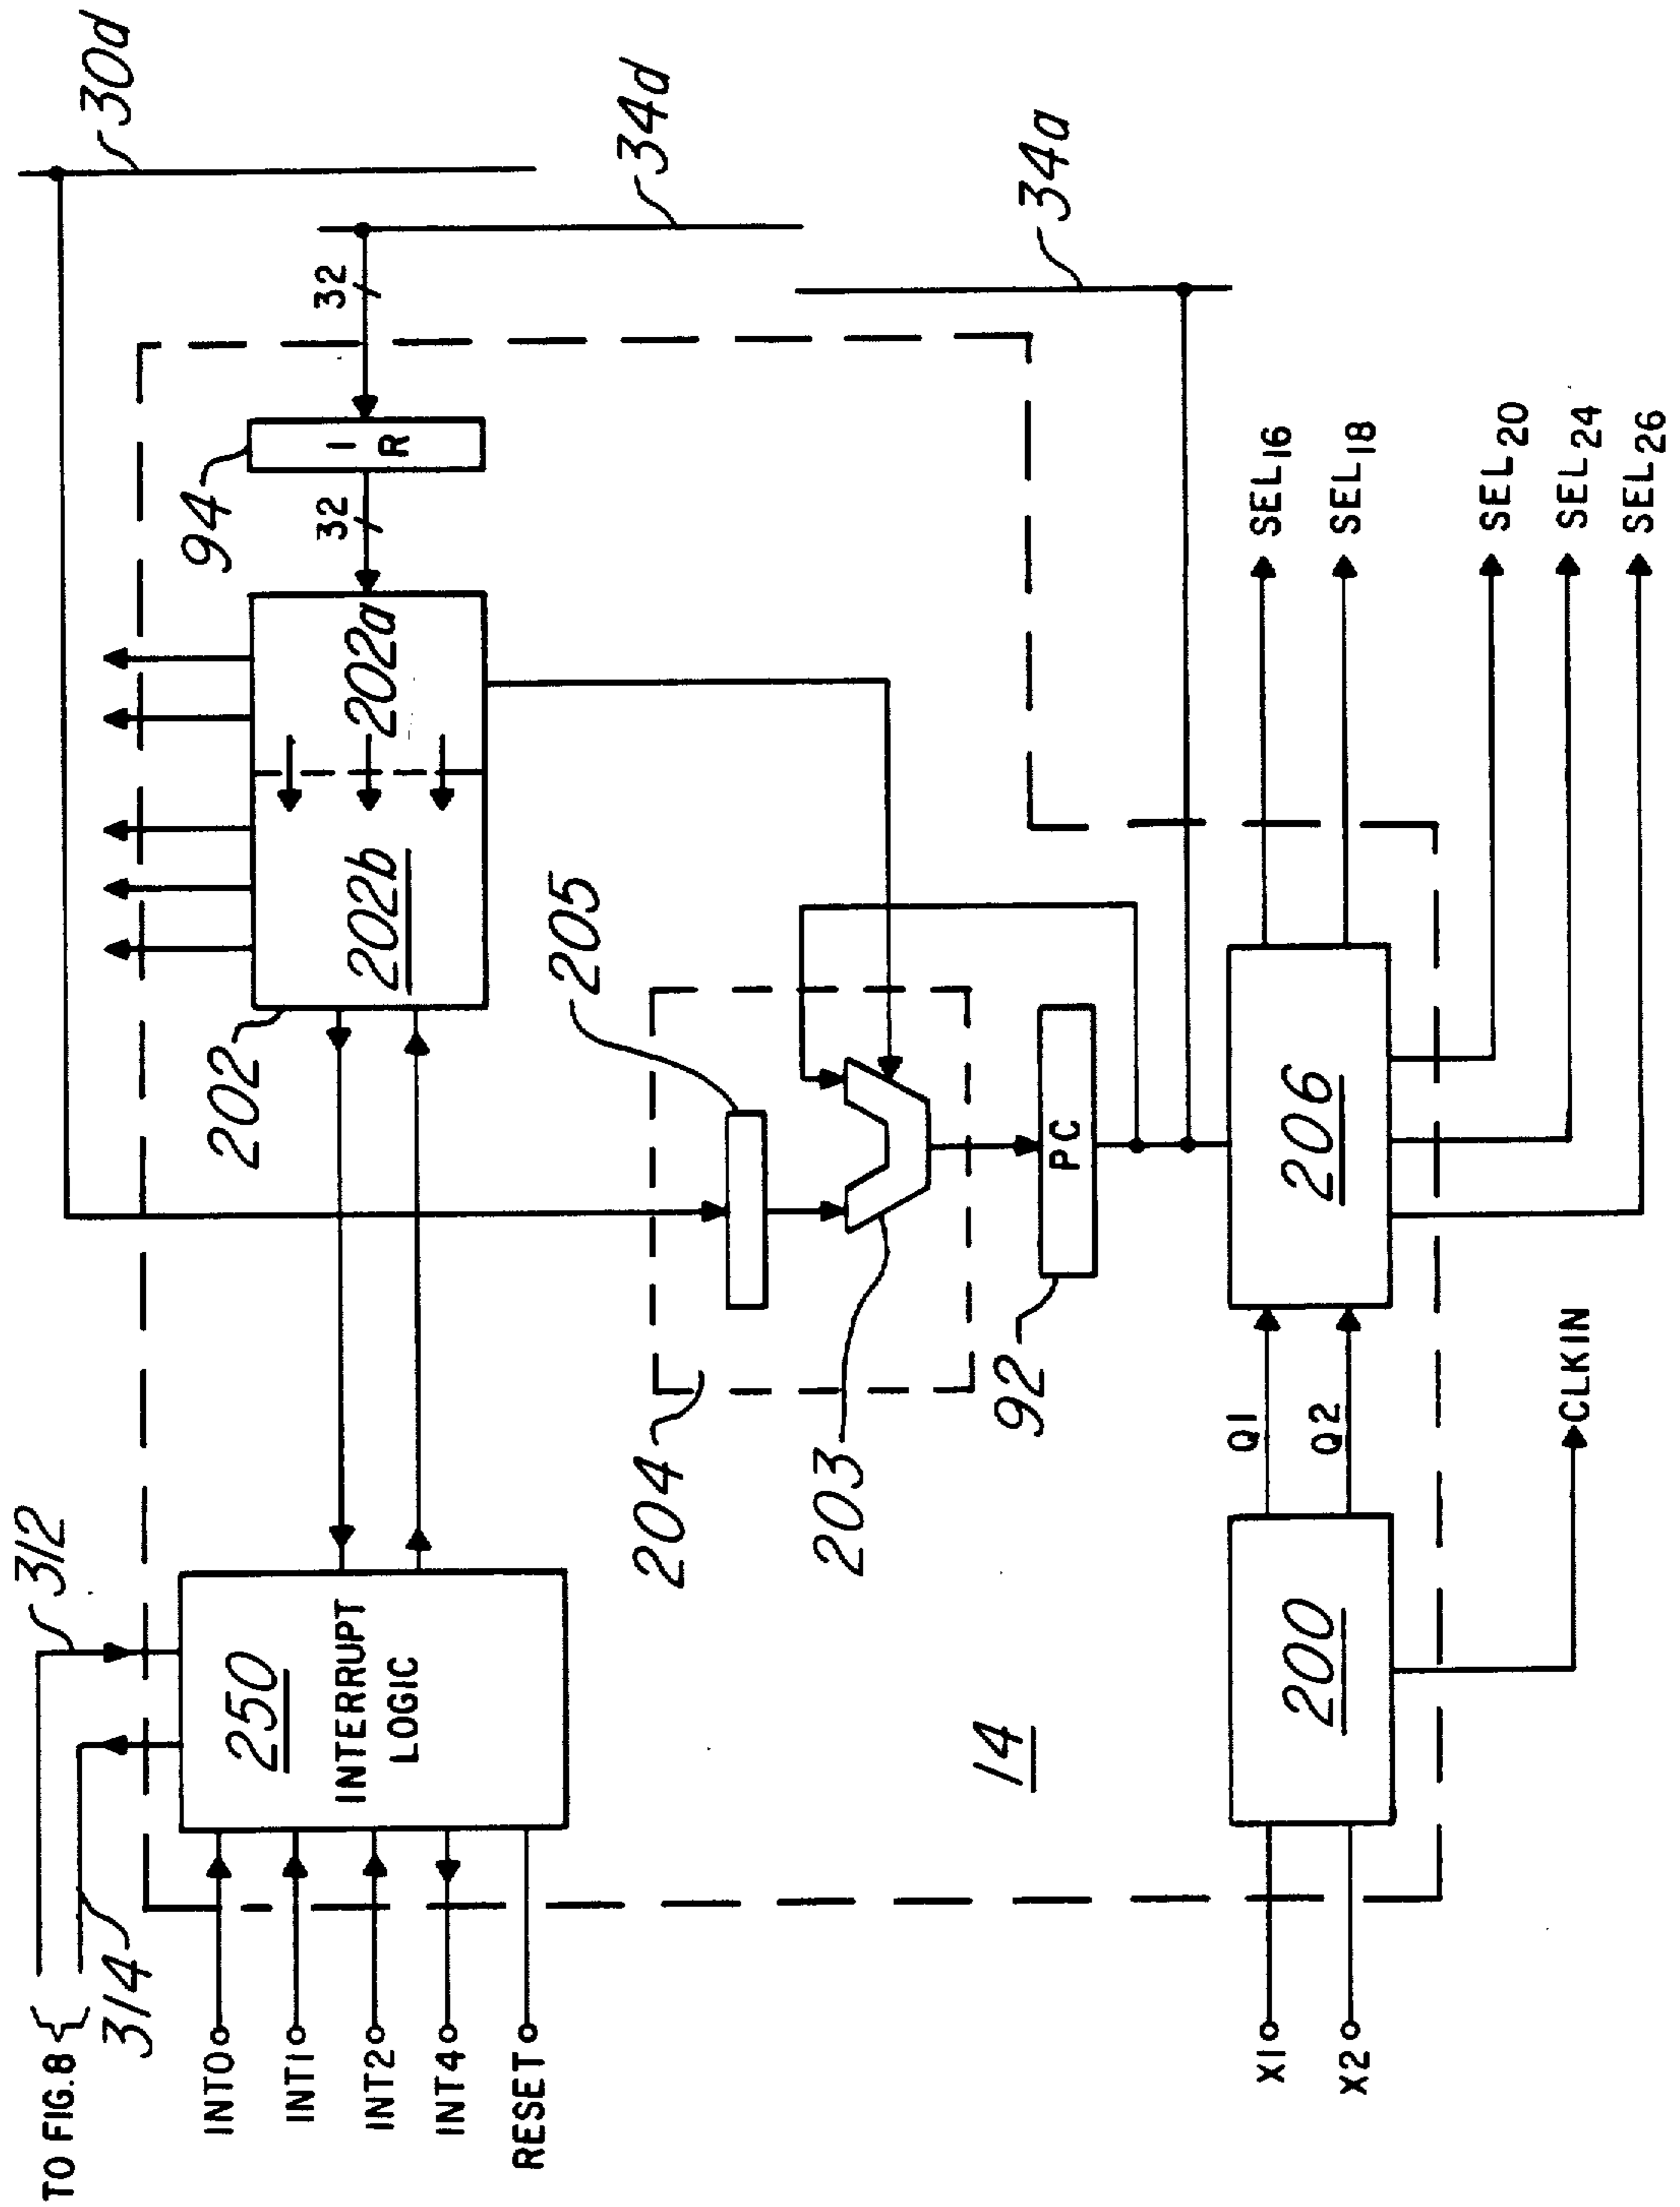 TO FIG.8
312
314
30d
34d
34a
INT0
INT1
INT2
INT4
RESET
250
INTERRUPT
LOGIC
202
202b
202a
94
32
32
I
R
205
204
203
92
PC
14
X1
X2
200
Q1
Q2
CLKIN
206
SEL16
SEL18
SEL20
SEL24
SEL26